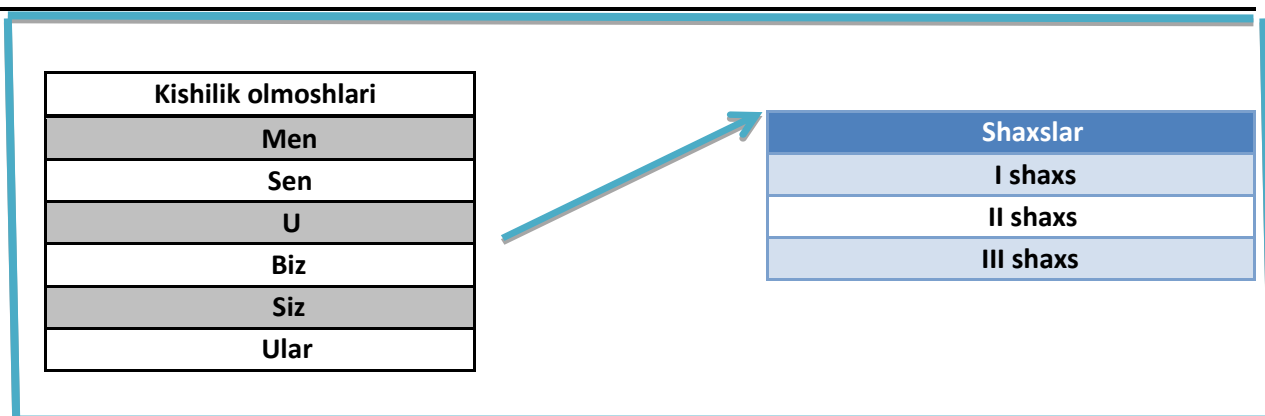 Kishilik olmoshlari
Men
Sen
U
Biz
Siz
Ular
Shaxslar
I shaxs
II shaxs
III shaxs